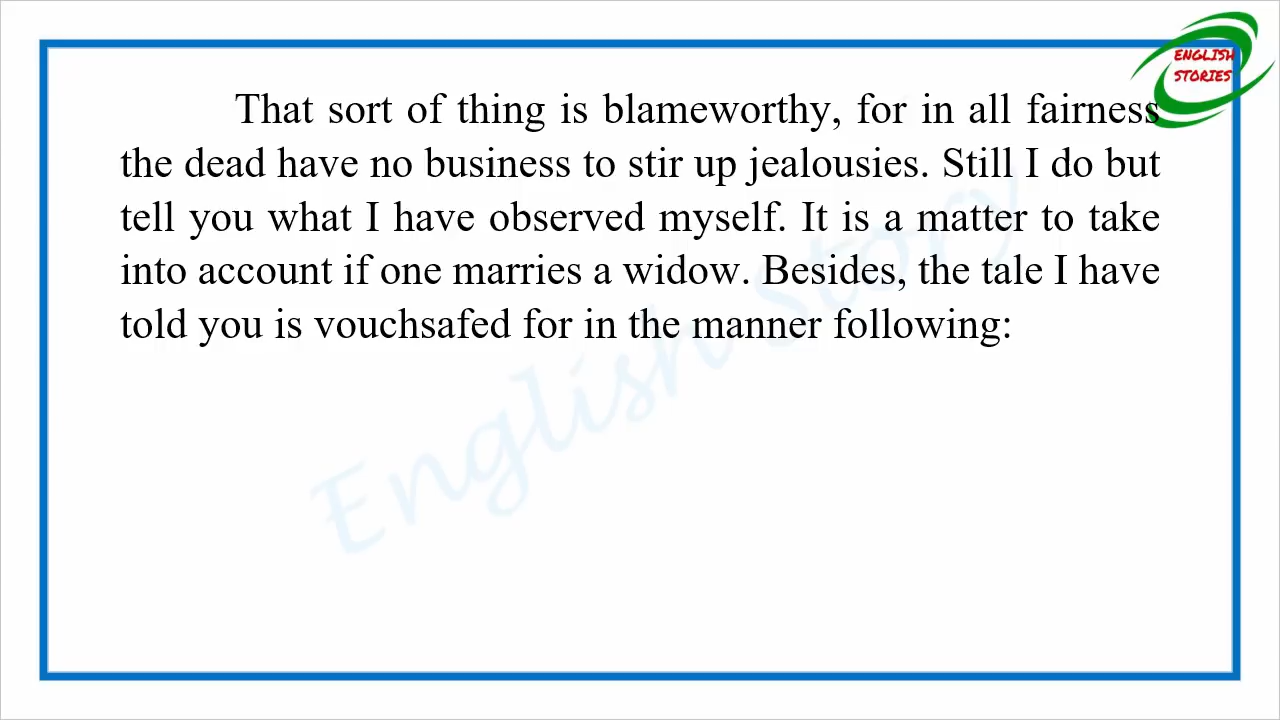 ENGLISH
STORIES
That sort of thing is blameworthy, for in all fairness
the dead have no business to stir up jealousies. Still I do but
tell you what I have observed myself. It is a matter to take
into account if one marries a widow. Besides, the tale I have
told you is vouchsafed for in the manner following:
English Story